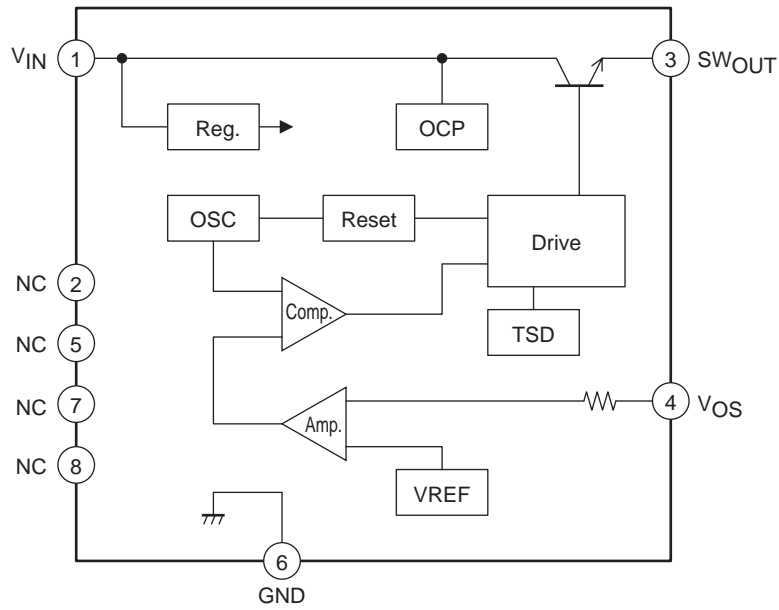 VIN
1
3
SWOUT
Reg.
OCP
OSC
Reset
Drive
NC
2
Comp.
TSD
NC
5
NC
7
Amp.
4
VOS
NC
8
VREF
6
GND